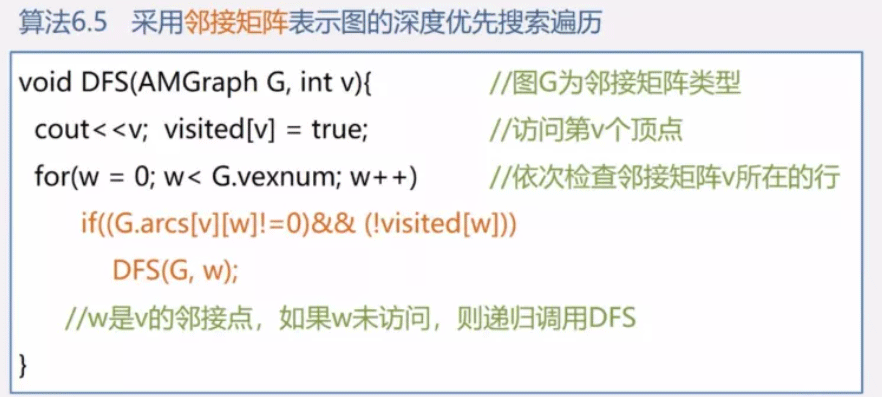 算法6.5 采用邻接矩阵表示图的深度优先搜索遍历
void DFS(AMGraph G, int v){ //图G为邻接矩阵类型
cout<<v; visited[v] = true; //访问第v个顶点
for(w = 0; w< G.vexnum; w++) //依次检查邻接矩阵v所在的行
if((G.arcs[v][w]!=0)&& (!visited[w]))
DFS(G, w);
//w是v的邻接点，如果w未访问，则递归调用DFS
}